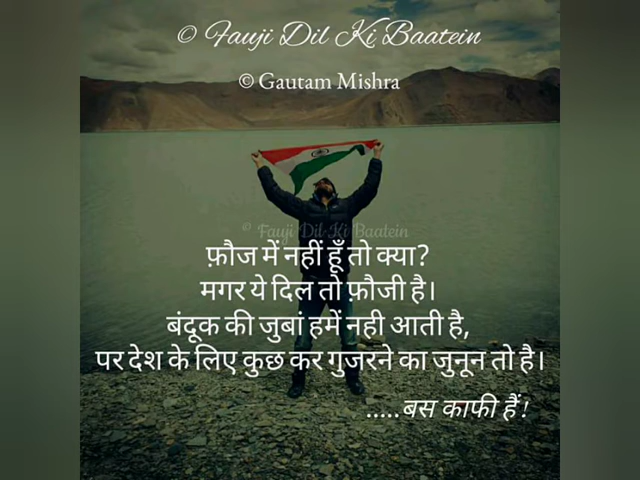 © Fauji Dil Ki Baatein
© Gautam Mishra
© Fauji Dil Ki Baatein
फ़ौज में नहीं हूँ तो क्या?
मगर ये दिल तो फ़ौजी है।
बंदूक की जुबां हमें नही आती है,
पर देश के लिए कुछ कर गुजरने का जुनून तो है।
.....बस काफी हैं!